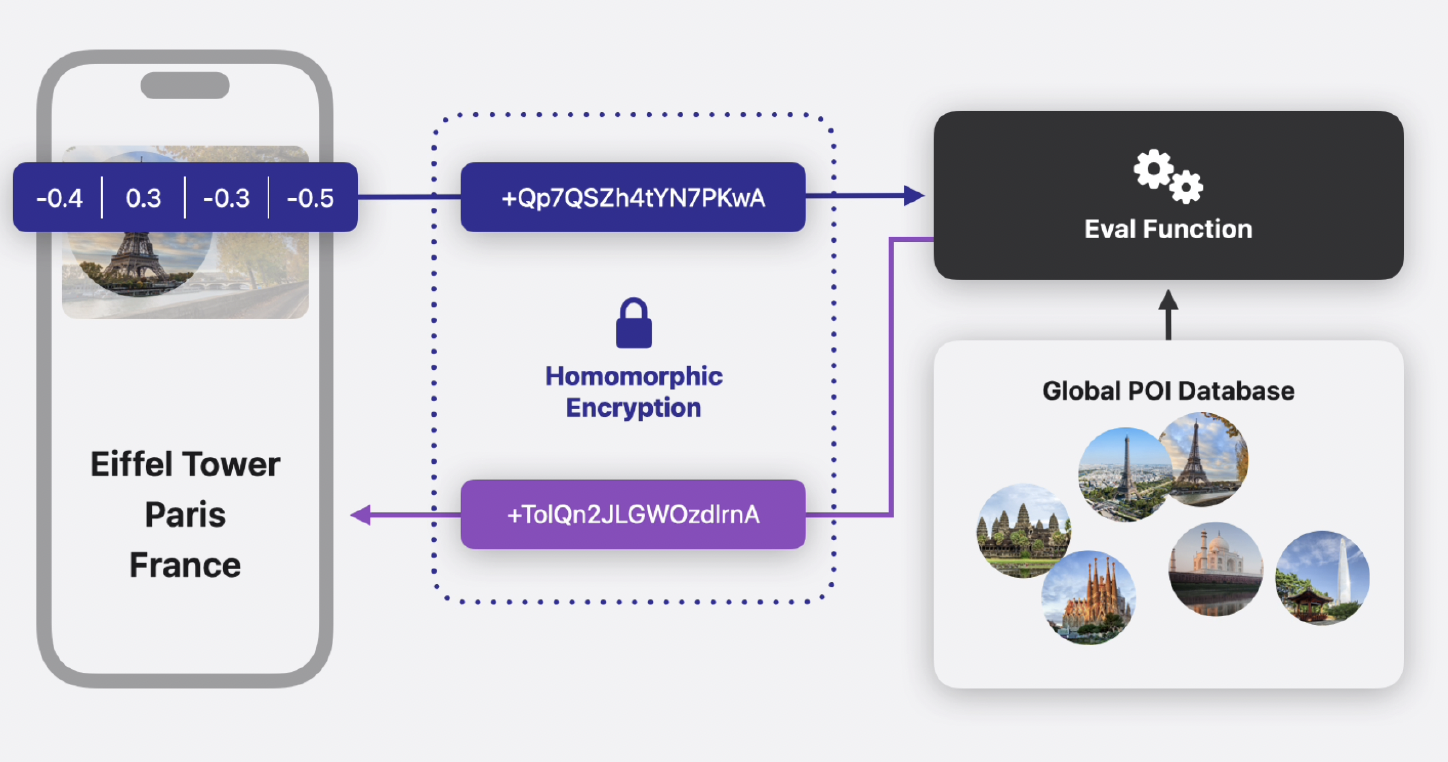 -0.4 0.3 -0.3 -0.5
+Qp7QSZh4tYN7PKwA
Eval Function
Homomorphic
Encryption
Global POI Database
Eiffel Tower
Paris
France
+TolQn2JLGWOzdlrnA